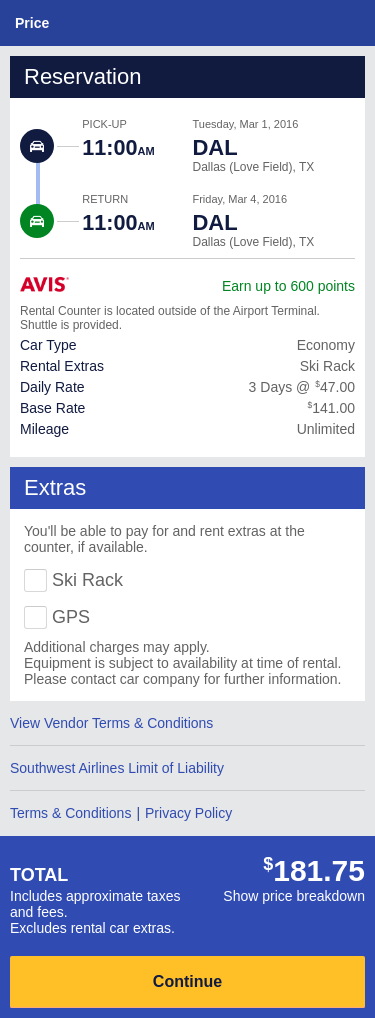 Price
Reservation
PICK-UP
Tuesday, Mar 1, 2016
11:00AM
DAL
Dallas (Love Field), TX
RETURN
Friday, Mar 4, 2016
11:00AM
DAL
Dallas (Love Field), TX
AVIS
Earn up to 600 points
Rental Counter is located outside of the Airport Terminal.
Shuttle is provided.
Car Type Economy
Rental Extras Ski Rack
Daily Rate 3 Days @ $47.00
Base Rate $141.00
Mileage Unlimited
Extras
You'll be able to pay for and rent extras at the
counter, if available.
Ski Rack
GPS
Additional charges may apply.
Equipment is subject to availability at time of rental.
Please contact car company for further information.
View Vendor Terms & Conditions
Southwest Airlines Limit of Liability
Terms & Conditions | Privacy Policy
TOTAL $181.75
Includes approximate taxes
and fees.
Excludes rental car extras.
Show price breakdown
Continue